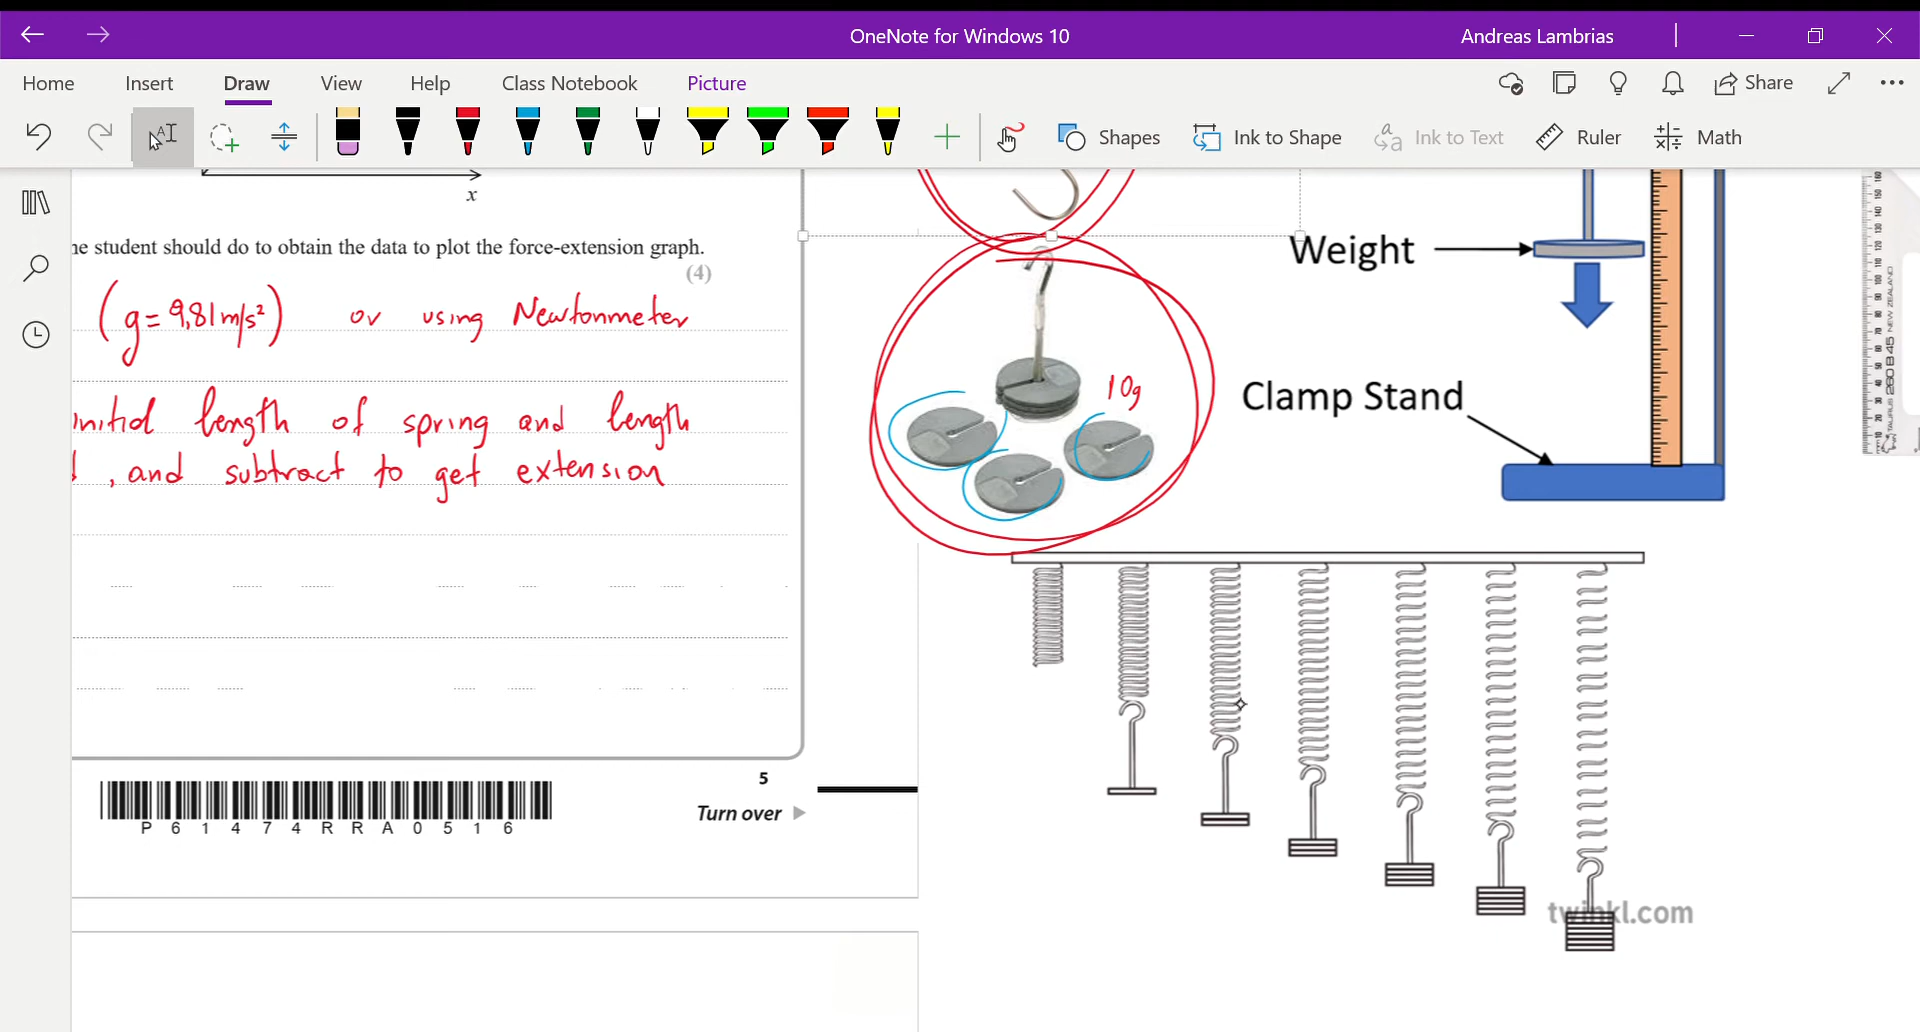 OneNote for Windows 10
Andreas Lambrias
Home Insert Draw View Help Class Notebook Picture
Share
Shapes Ink to Shape Ink to Text Ruler Math
x
he student should do to obtain the data to plot the force-extension graph.
(4)
(g = 9,81 m/s²) or using Newtonmeter
initial length of spring and length
, and subtract to get extension
10g
Weight
Clamp Stand
5
Turn over
P 6 1 4 7 4 R R A 0 5 1 6
twinkl.com